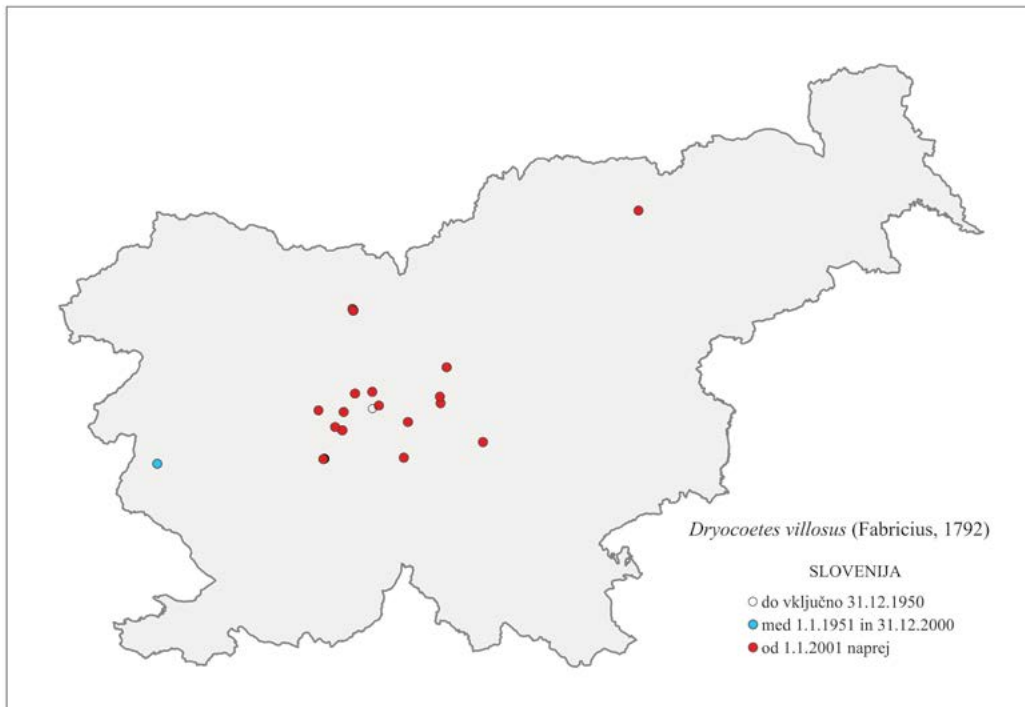 Dryocoetes villosus (Fabricius, 1792)
SLOVENIJA
do vključno 31.12.1950
med 1.1.1951 in 31.12.2000
od 1.1.2001 naprej